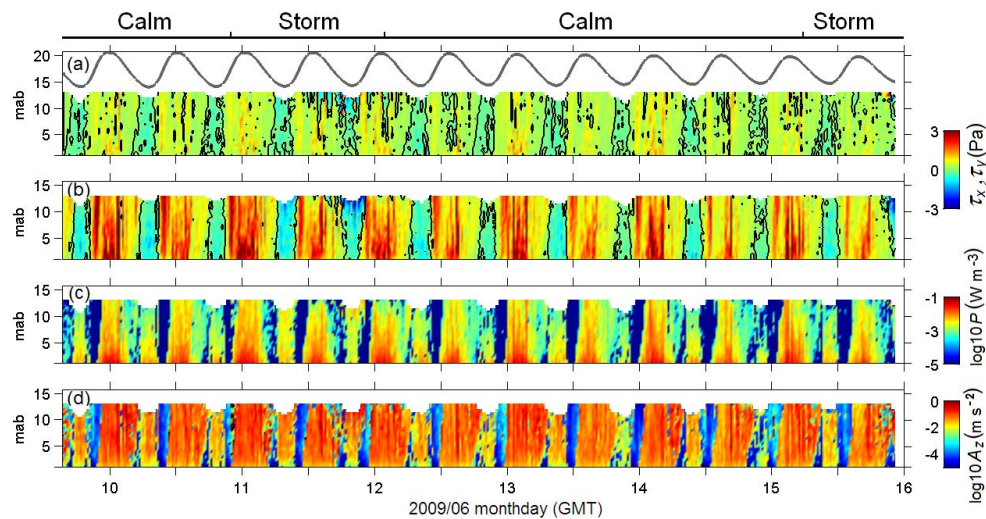 Calm Storm Calm Storm
(a)
20
15
10
5
mab
3
0
-3
τx , τy (Pa)
(b)
15
10
5
mab
(c)
15
10
5
mab
-1
-3
-5
log10 P (W m-3)
(d)
15
10
5
mab
0
-2
-4
log10 Az (m s-2)
10 11 12 13 14 15 16
2009/06 monthday (GMT)